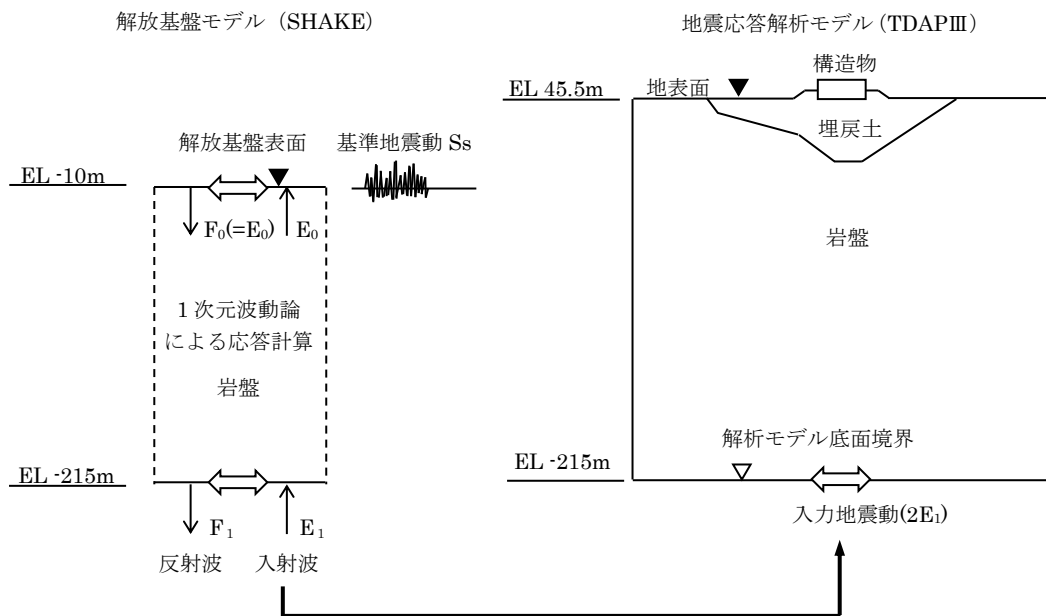 解放基盤モデル (SHAKE)
解放基盤表面
基準地震動 Ss
EL -10m
F₀(=E₀)
E₀
1 次元波動論
による応答計算
岩盤
EL -215m
F₁
E₁
反射波
入射波
地震応答解析モデル (TDAPⅢ)
構造物
EL 45.5m
地表面
埋戻土
岩盤
解析モデル底面境界
EL -215m
入力地震動(2E₁)